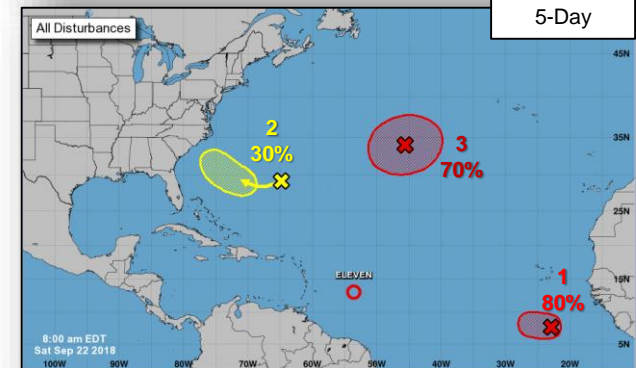 5-Day
All Disturbances
45N
2
30%
3
70%
35N
25N
ELEVEN
15N
1
80%
8:00 am EDT
Sat Sep 22 2018
5N
100W 90W 80W 70W 60W 50W 40W 30W 20W